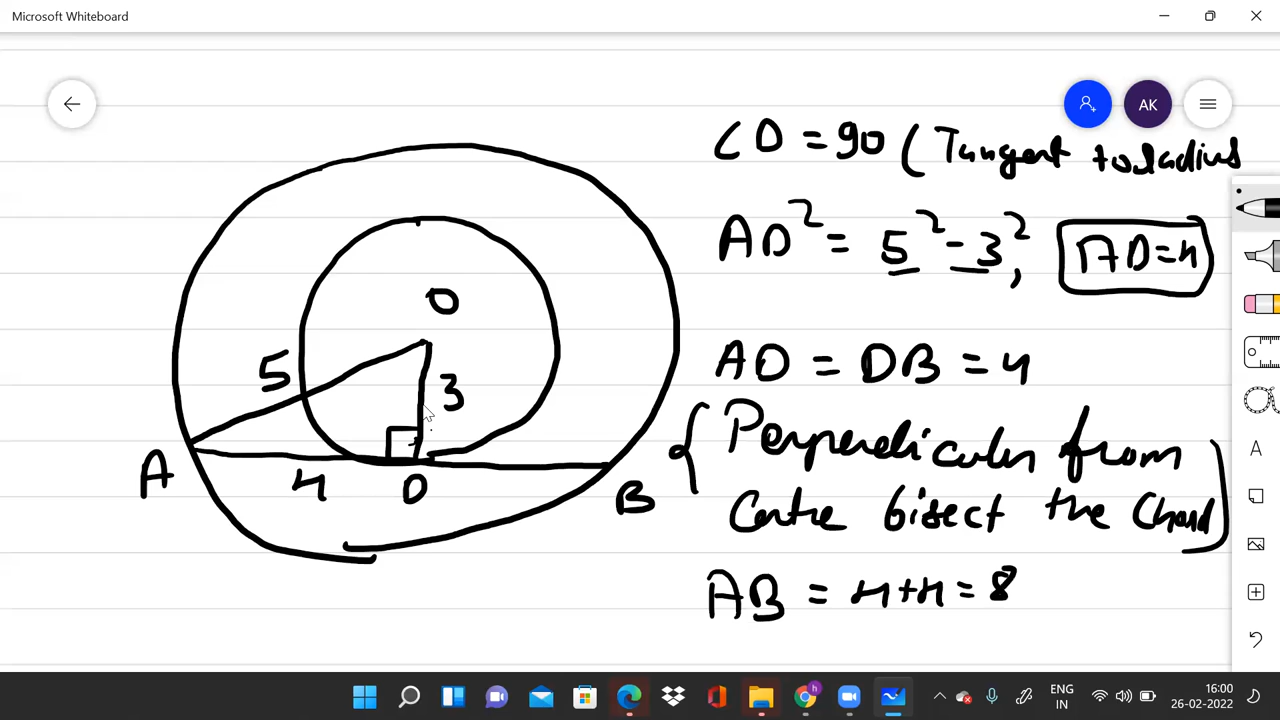 Microsoft Whiteboard
AK
∠D = 90 ( Tangent to radius
AD² = 5² - 3², AD = 4
O
5
3
AD = DB = 4
{ Perpendicular from
Centre bisect the Chord }
A
4
D
B
AB = 4+4 = 8
A
ENG
IN
16:00
26-02-2022